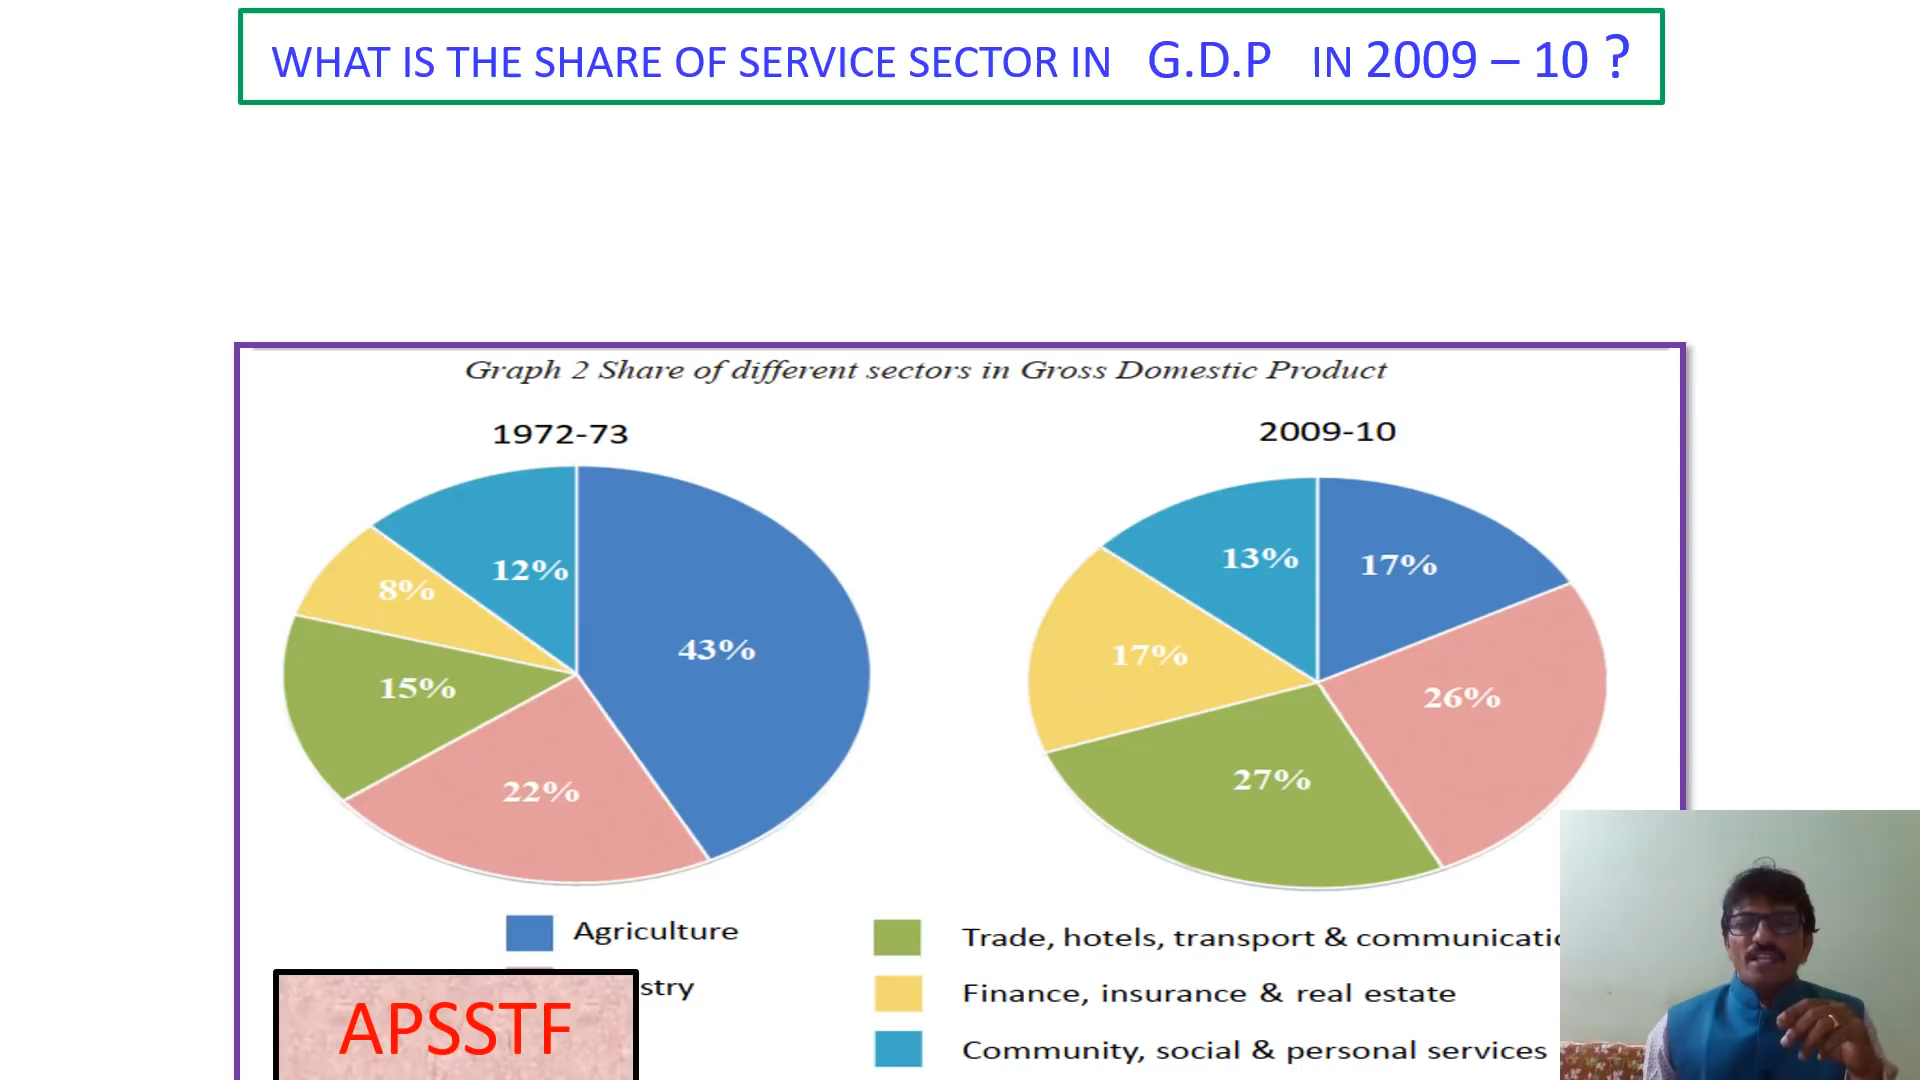 WHAT IS THE SHARE OF SERVICE SECTOR IN G.D.P IN 2009 – 10 ?
Graph 2 Share of different sectors in Gross Domestic Product
1972-73
2009-10
12%
8%
43%
15%
22%
13%
17%
17%
26%
27%
Agriculture
stry
Trade, hotels, transport & communicatio
Finance, insurance & real estate
Community, social & personal services
APSSTF